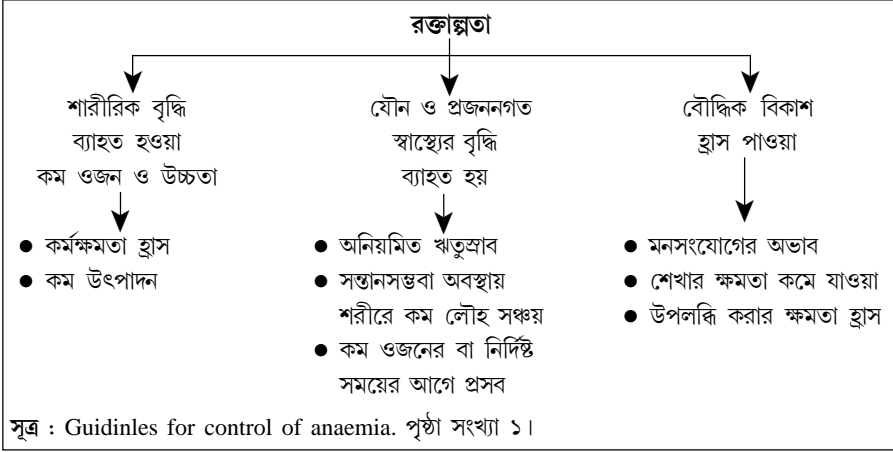 রক্তাল্পতা
শারীরিক বৃদ্ধি
ব্যাহত হওয়া
কম ওজন ও উচ্চতা
● কর্মক্ষমতা হ্রাস
● কম উৎপাদন
যৌন ও প্রজননগত
স্বাস্থ্যের বৃদ্ধি
ব্যাহত হয়
● অনিয়মিত ঋতুস্রাব
● সন্তানসম্ভবা অবস্থায়
শরীরে কম লৌহ সঞ্চয়
● কম ওজনের বা নির্দিষ্ট
সময়ের আগে প্রসব
বৌদ্ধিক বিকাশ
হ্রাস পাওয়া
● মনসংযোগের অভাব
● শেখার ক্ষমতা কমে যাওয়া
● উপলব্ধি করার ক্ষমতা হ্রাস
সূত্র : Guidinles for control of anaemia. পৃষ্ঠা সংখ্যা ১।